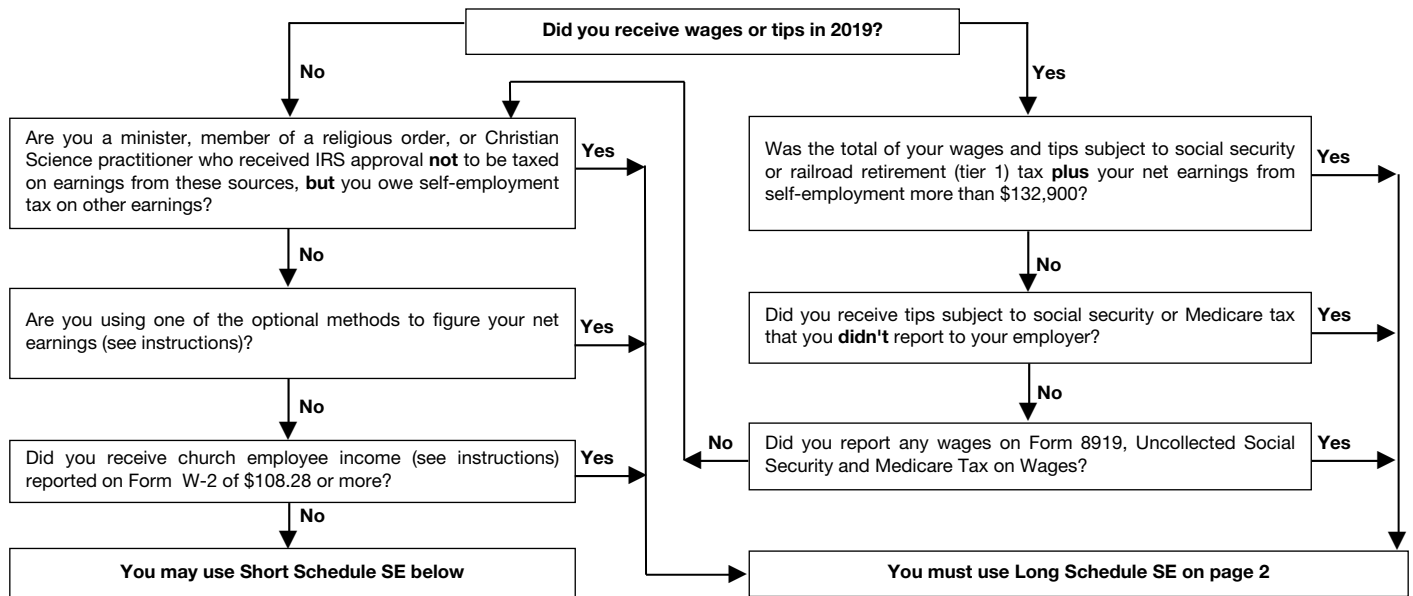 Did you receive wages or tips in 2019?
No
Yes
Are you a minister, member of a religious order, or Christian
Science practitioner who received IRS approval not to be taxed
on earnings from these sources, but you owe self-employment
tax on other earnings?
Yes
Was the total of your wages and tips subject to social security
or railroad retirement (tier 1) tax plus your net earnings from
self-employment more than $132,900?
Yes
No
No
Are you using one of the optional methods to figure your net
earnings (see instructions)?
Yes
Did you receive tips subject to social security or Medicare tax
that you didn't report to your employer?
Yes
No
No
Did you receive church employee income (see instructions)
reported on Form W-2 of $108.28 or more?
Yes
No
Did you report any wages on Form 8919, Uncollected Social
Security and Medicare Tax on Wages?
Yes
No
You may use Short Schedule SE below
You must use Long Schedule SE on page 2